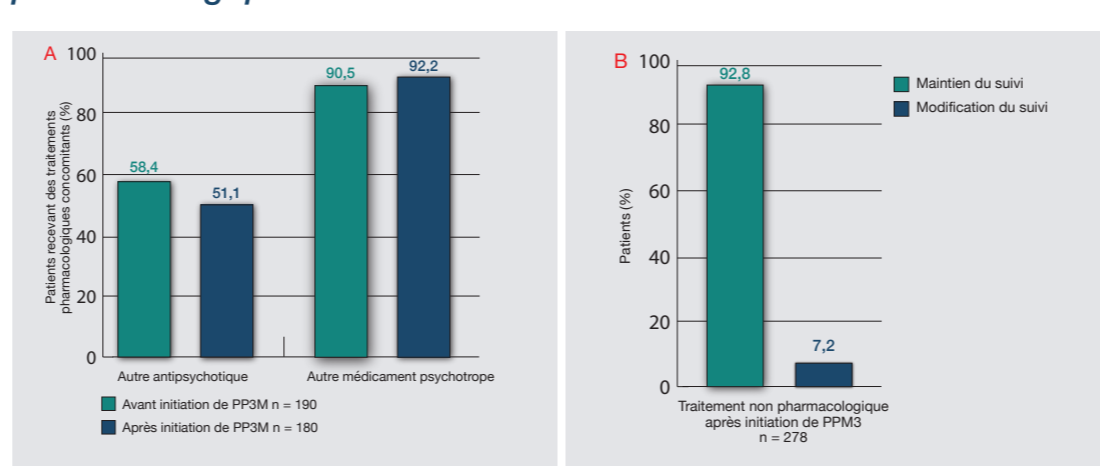 A
100
80
60
40
20
0
Patients recevant des traitements
pharmacologiques concomitants (%)
58,4
51,1
90,5
92,2
Autre antipsychotique
Autre médicament psychotrope
Avant initiation de PP3M n = 190
Après initiation de PP3M n = 180
B
100
80
60
40
20
0
Patients (%)
92,8
7,2
Traitement non pharmacologique
après initiation de PPM3
n = 278
Maintien du suivi
Modification du suivi